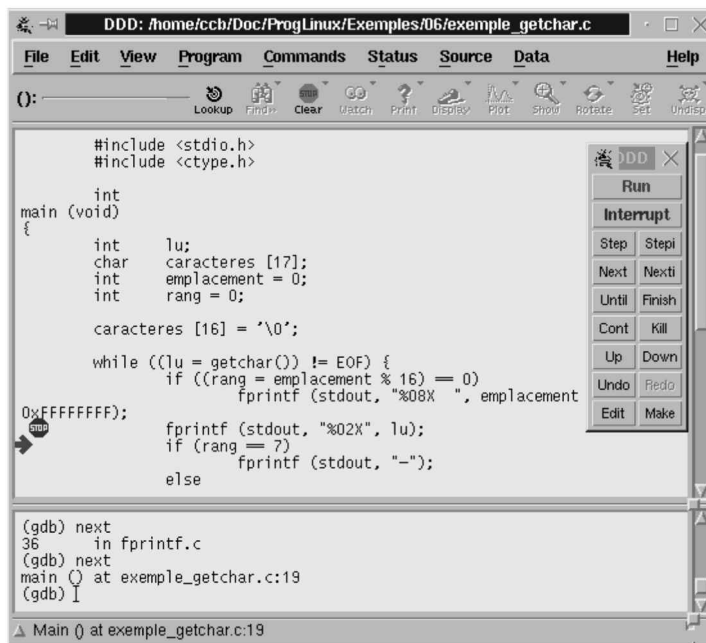 DDD: /home/ccb/Doc/ProgLinux/Exemples/06/exemple_getchar.c
File Edit View Program Commands Status Source Data Help
():
Lookup Find» Clear Watch Print Display Plot Show Rotate Set Undisp
#include <stdio.h>
#include <ctype.h>
int
main (void)
{
int lu;
char caracteres [17];
int emplacement = 0;
int rang = 0;
caracteres [16] = '\0';
while ((lu = getchar()) != EOF) {
if ((rang = emplacement % 16) == 0)
fprintf (stdout, "%08X ", emplacement
0xFFFFFFFF);
STOP
fprintf (stdout, "%02X", lu);
if (rang == 7)
fprintf (stdout, "-");
else
DDD
Run
Interrupt
Step Stepi
Next Nexti
Until Finish
Cont Kill
Up Down
Undo Redo
Edit Make
(gdb) next
36 in fprintf.c
(gdb) next
main () at exemple_getchar.c:19
(gdb)
Main () at exemple_getchar.c:19